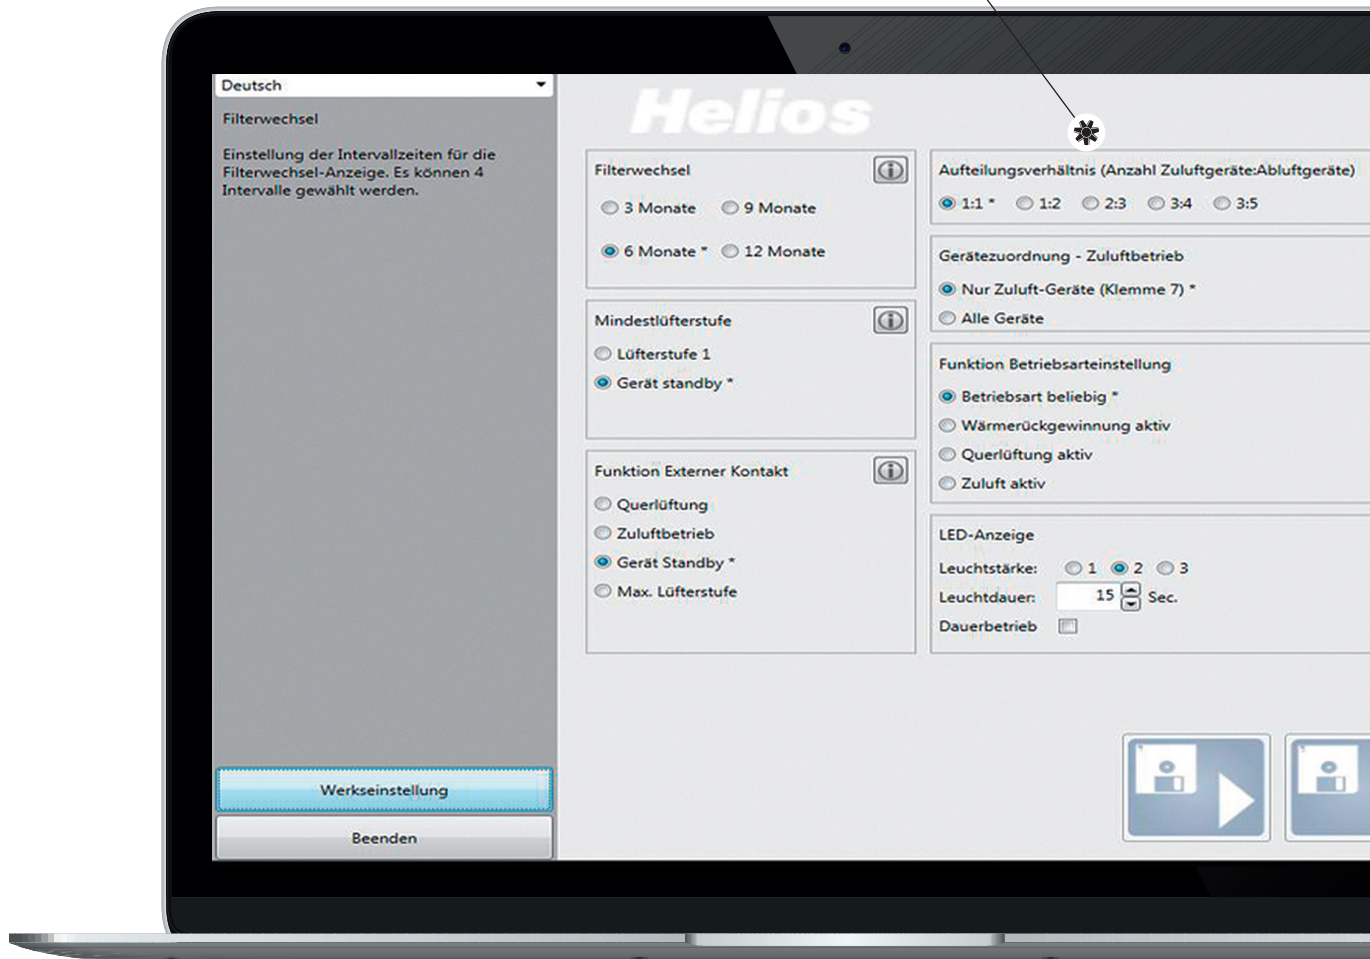 Deutsch
Filterwechsel
Einstellung der Intervallzeiten für die
Filterwechsel-Anzeige. Es können 4
Intervalle gewählt werden.
Werkseinstellung
Beenden
Helios
Filterwechsel
3 Monate 9 Monate
6 Monate * 12 Monate
Mindestlüfterstufe
Lüfterstufe 1
Gerät standby *
Funktion Externer Kontakt
Querlüftung
Zuluftbetrieb
Gerät Standby *
Max. Lüfterstufe
Aufteilungsverhältnis (Anzahl Zuluftgeräte:Abluftgeräte)
1:1 * 1:2 2:3 3:4 3:5
Gerätezuordnung - Zuluftbetrieb
Nur Zuluft-Geräte (Klemme 7) *
Alle Geräte
Funktion Betriebsarteinstellung
Betriebsart beliebig *
Wärmerückgewinnung aktiv
Querlüftung aktiv
Zuluft aktiv
LED-Anzeige
Leuchtstärke: 1 2 3
Leuchtdauer: 15 Sec.
Dauerbetrieb